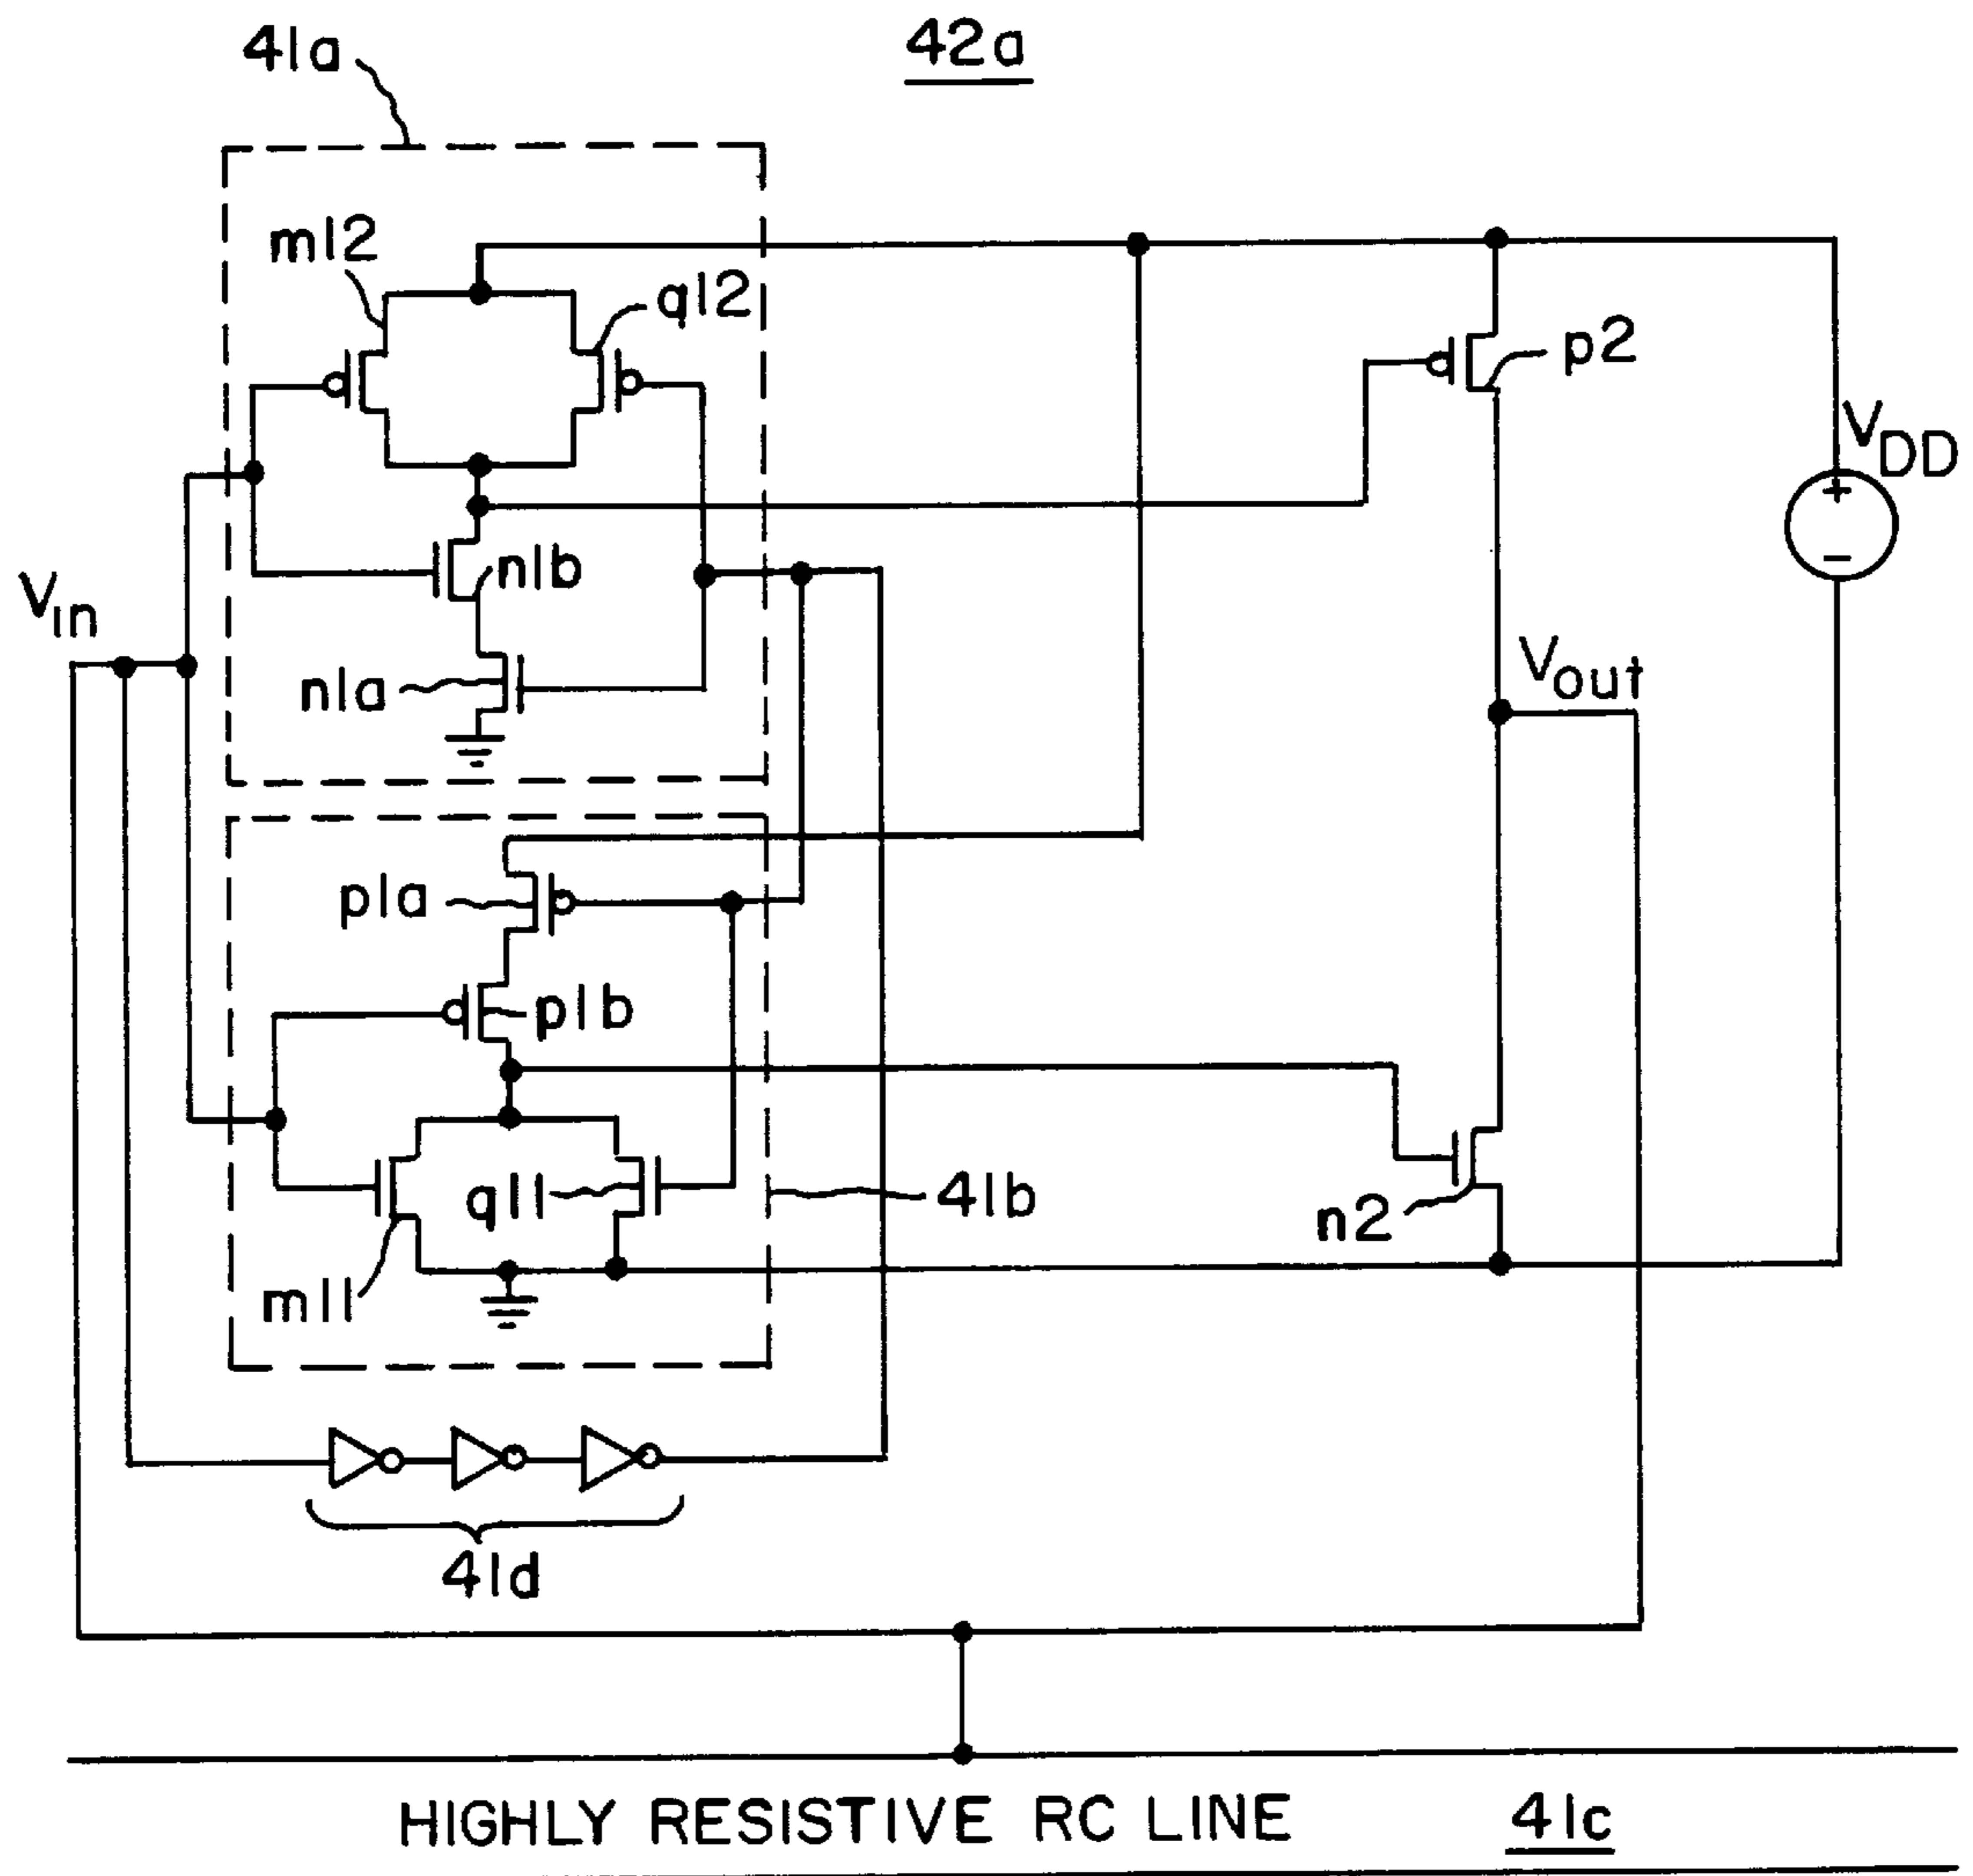 41a
42a
m12
q12
p2
VDD
+
−
n1b
Vin
n1a
Vout
p1a
p1b
q11
41b
n2
m11
41d
HIGHLY RESISTIVE RC LINE 41c